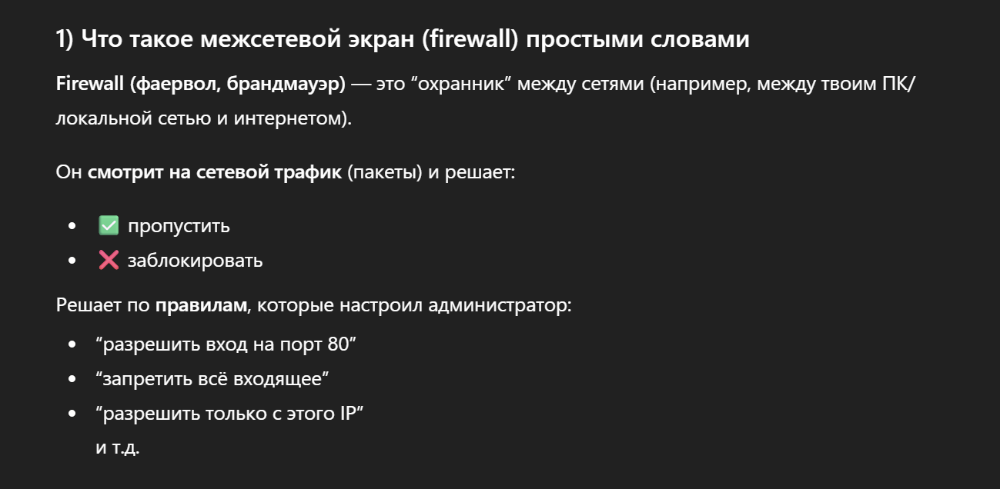 1) Что такое межсетевой экран (firewall) простыми словами
Firewall (фаервол, брандмауэр) — это “охранник” между сетями (например, между твоим ПК/
локальной сетью и интернетом).
Он смотрит на сетевой трафик (пакеты) и решает:
• ✅ пропустить
• ❌ заблокировать
Решает по правилам, которые настроил администратор:
• “разрешить вход на порт 80”
• “запретить всё входящее”
• “разрешить только с этого IP”
и т.д.